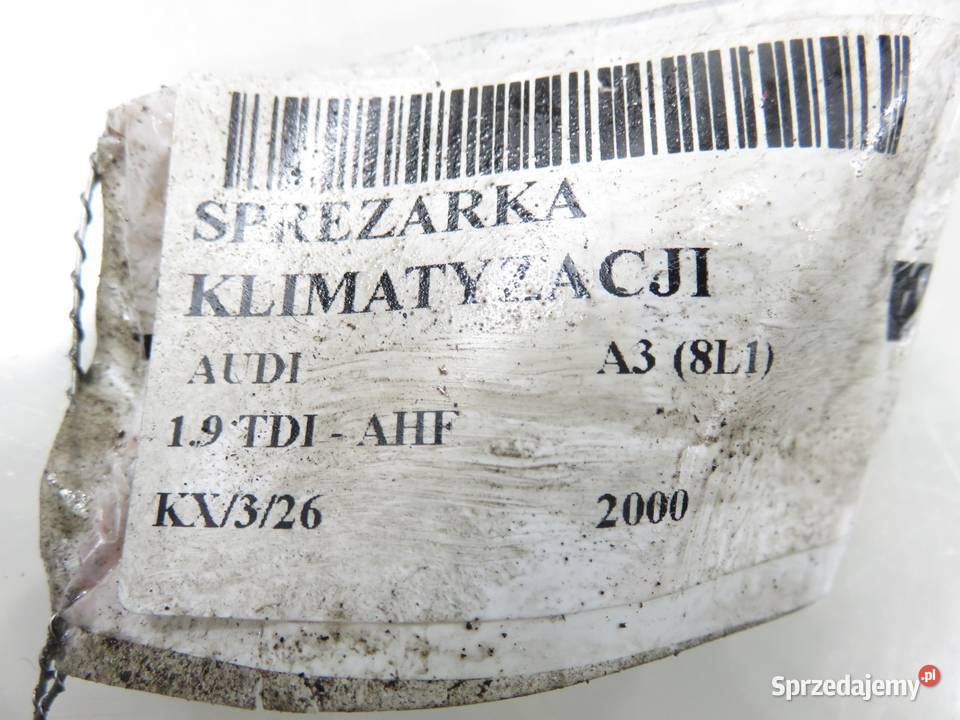 SPREZARKA
KLIMATYZACJI
AUDI A3 (8L1)
1.9 TDI - AHF
KX/3/26 2000
Sprzedajemy.pl